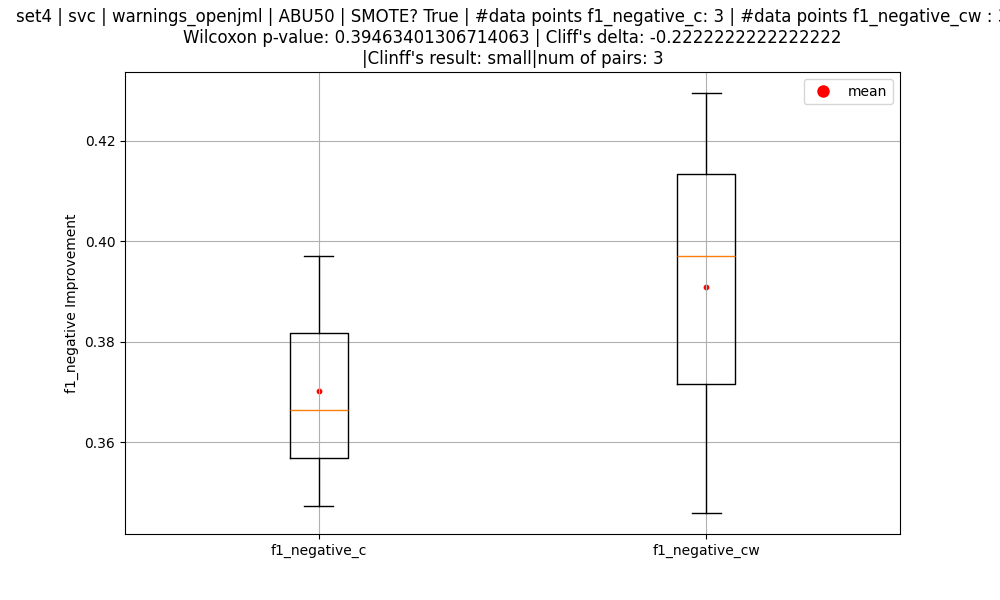 set4 | svc | warnings_openjml | ABU50 | SMOTE? True | #data points f1_negative_c: 3 | #data points f1_negative_cw :
Wilcoxon p-value: 0.39463401306714063 | Cliff's delta: -0.2222222222222222
|Clinff's result: small|num of pairs: 3
mean
0.42
0.40
0.38
0.36
f1_negative Improvement
f1_negative_c
f1_negative_cw